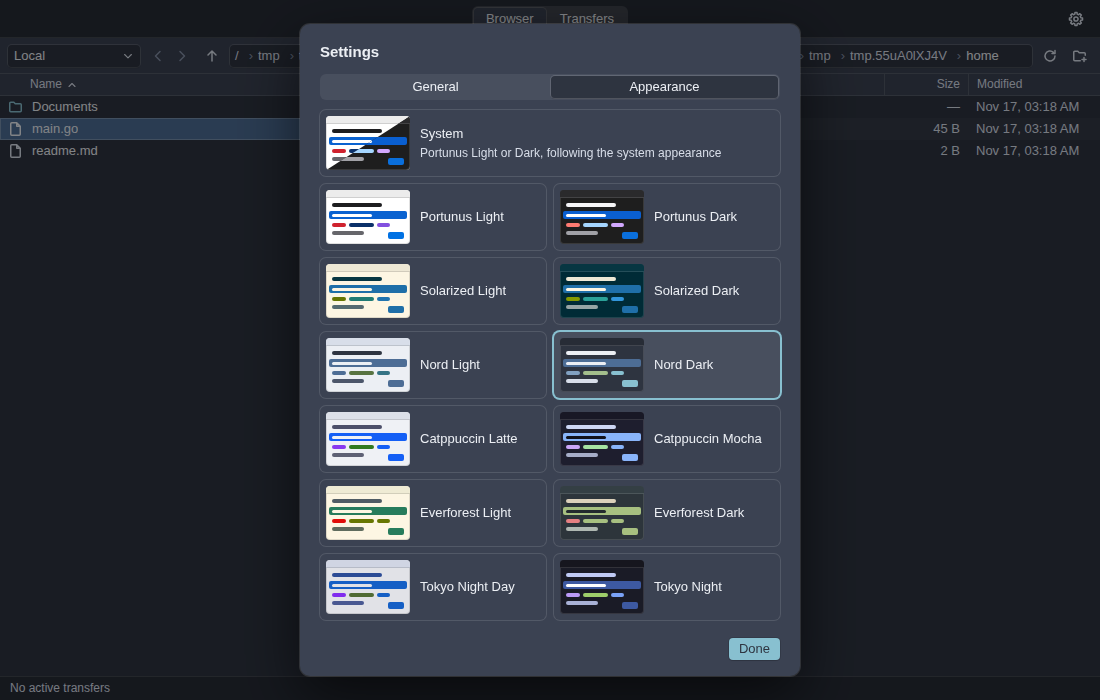 Browser Transfers
Local / › tmp › › tmp › tmp.55uA0lXJ4V › home
Name Size Modified
Documents — Nov 17, 03:18 AM
main.go 45 B Nov 17, 03:18 AM
readme.md 2 B Nov 17, 03:18 AM
Settings
General Appearance
System
Portunus Light or Dark, following the system appearance
Portunus Light Portunus Dark
Solarized Light Solarized Dark
Nord Light Nord Dark
Catppuccin Latte Catppuccin Mocha
Everforest Light Everforest Dark
Tokyo Night Day Tokyo Night
Done
No active transfers